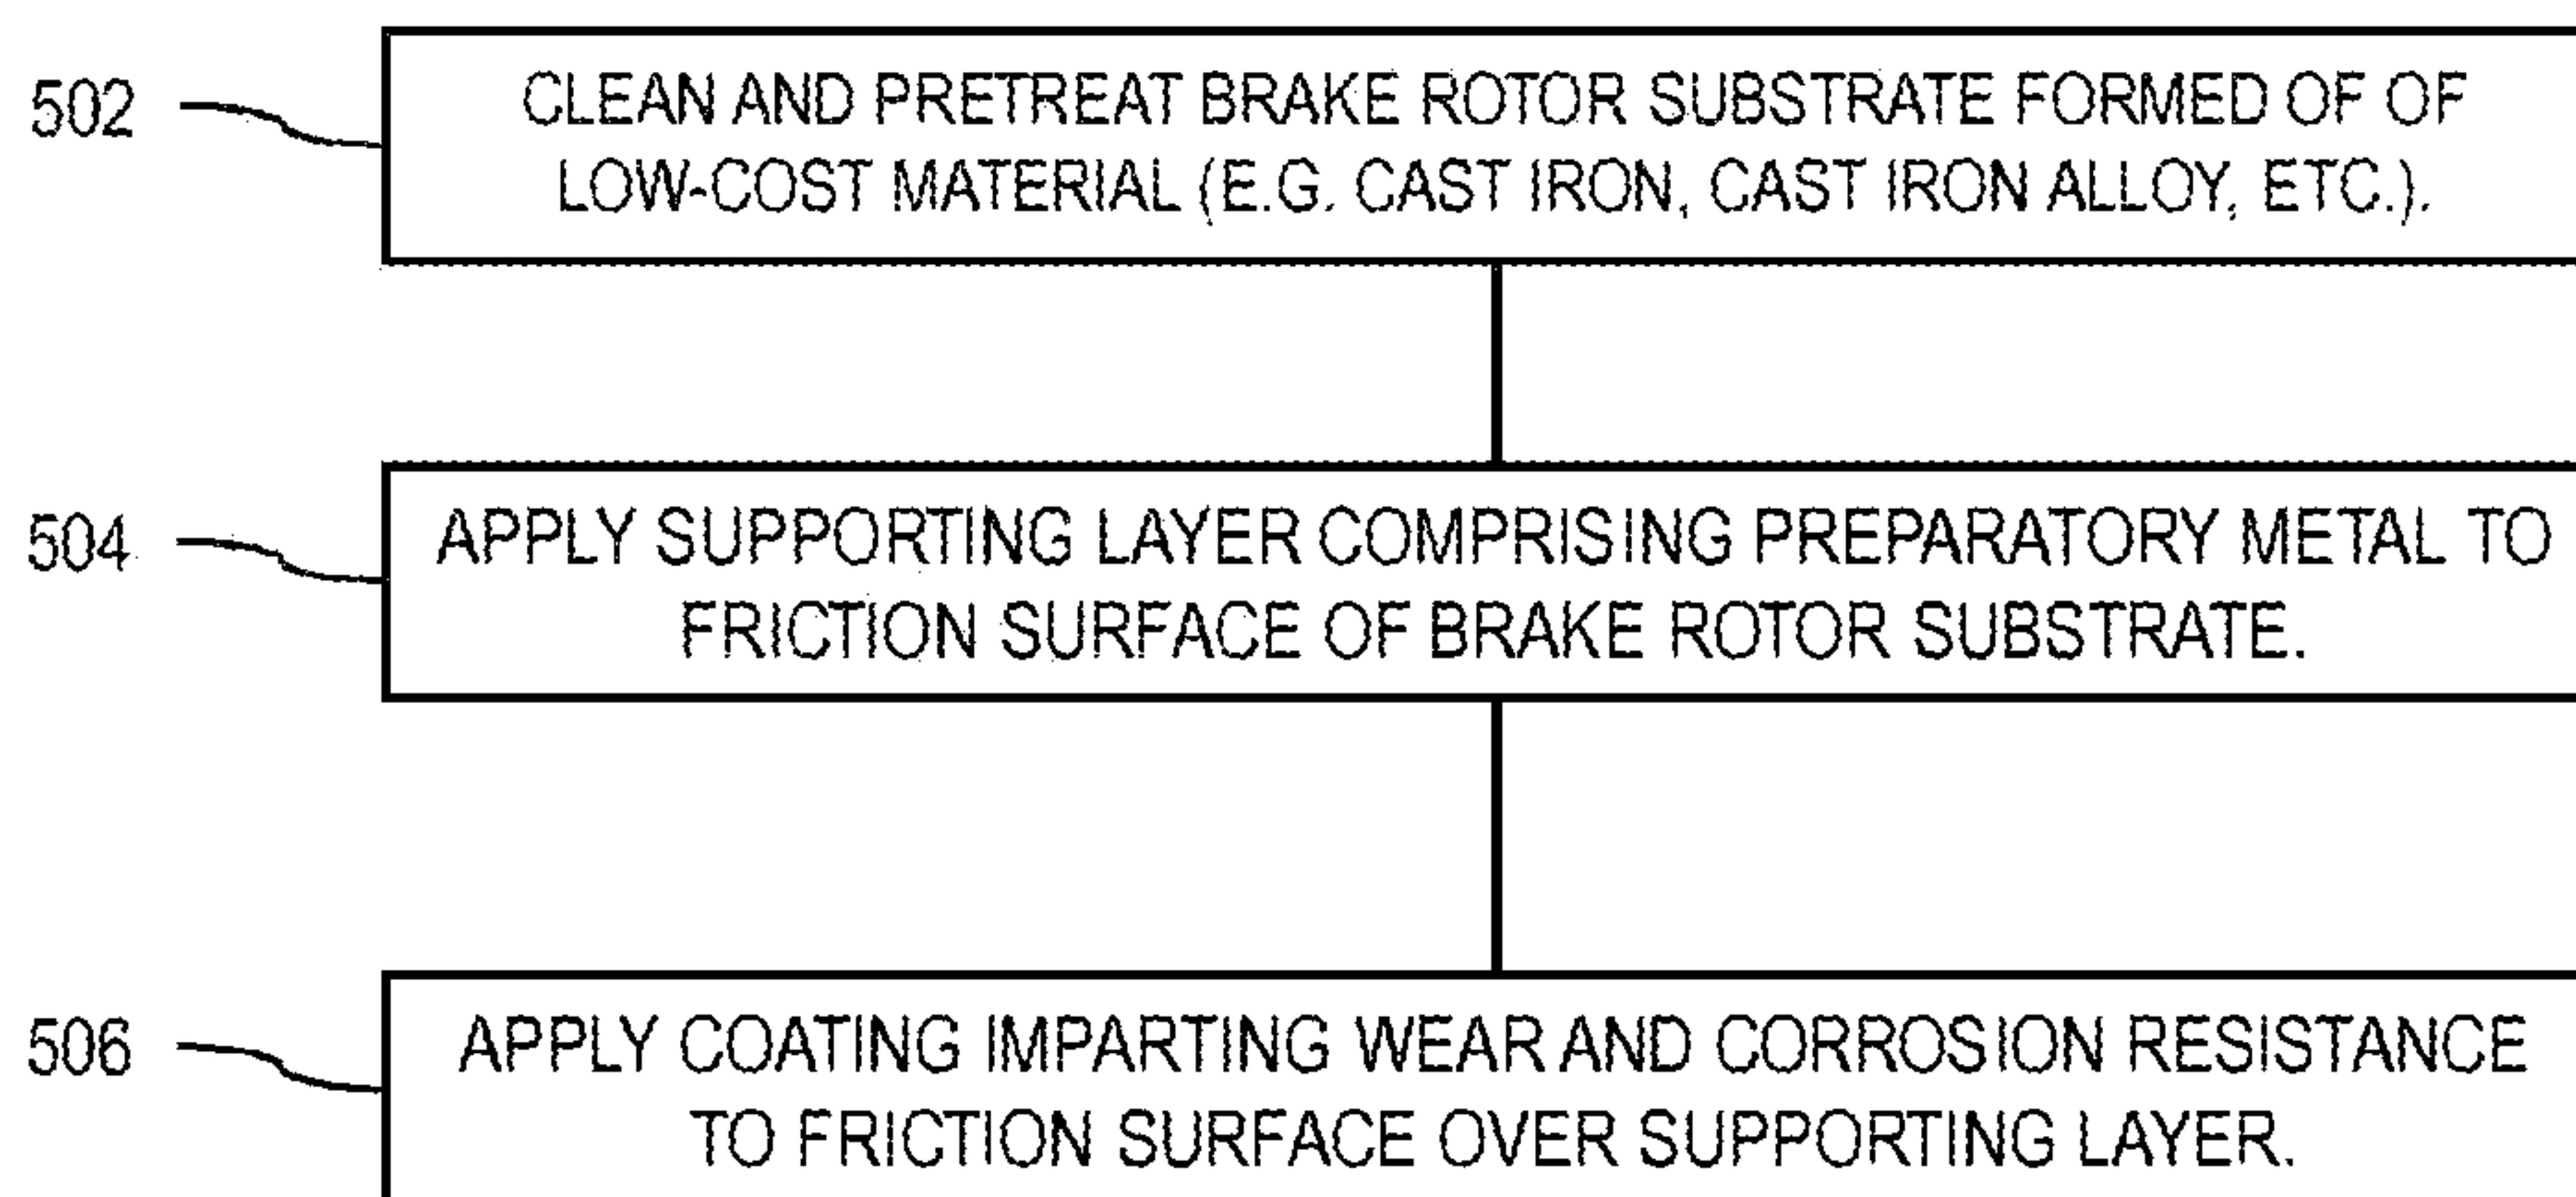 502
CLEAN AND PRETREAT BRAKE ROTOR SUBSTRATE FORMED OF OF
LOW-COST MATERIAL (E.G. CAST IRON, CAST IRON ALLOY, ETC.).
504
APPLY SUPPORTING LAYER COMPRISING PREPARATORY METAL TO
FRICTION SURFACE OF BRAKE ROTOR SUBSTRATE.
506
APPLY COATING IMPARTING WEAR AND CORROSION RESISTANCE
TO FRICTION SURFACE OVER SUPPORTING LAYER.